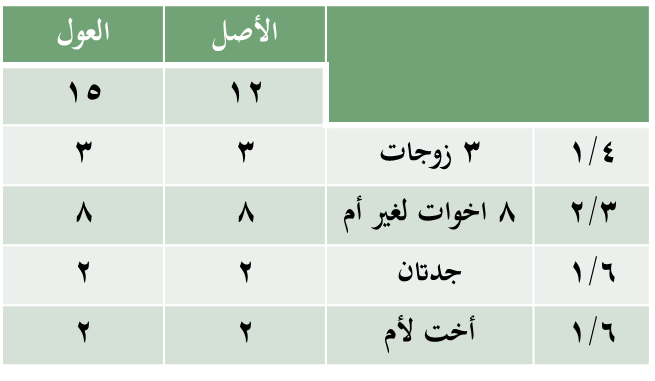 الأصل العول
١٢ ١٥
١/٤ ٣ زوجات ٣ ٣
٢/٣ ٨ اخوات لغير أم ٨ ٨
١/٦ جدتان ٢ ٢
١/٦ أخت لأم ٢ ٢